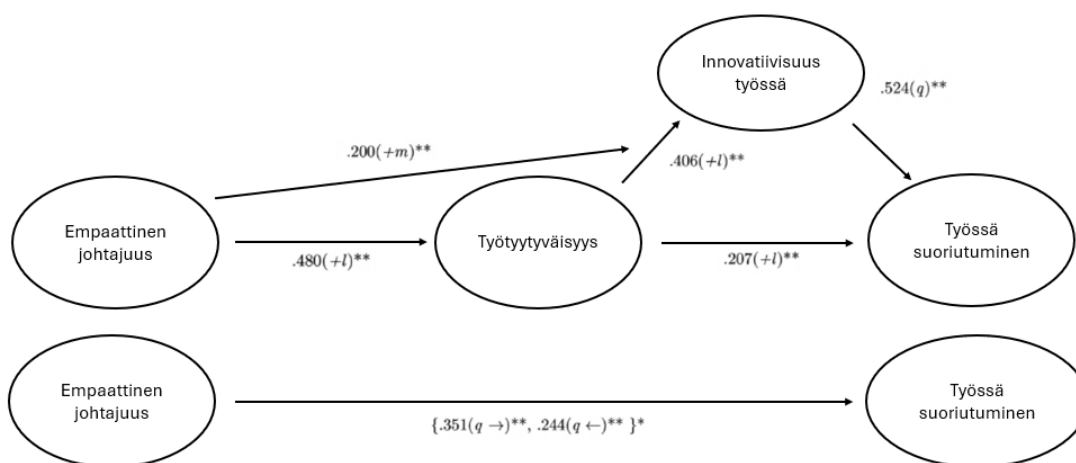 Innovatiivisuus
työssä
.524(q)**
.200(+m)**
.406(+l)**
Empaattinen
johtajuus
Työtyytyväisyys
Työssä
suoriutuminen
.480(+l)**
.207(+l)**
Empaattinen
johtajuus
Työssä
suoriutuminen
{.351(q →)**, .244(q ←)** }*